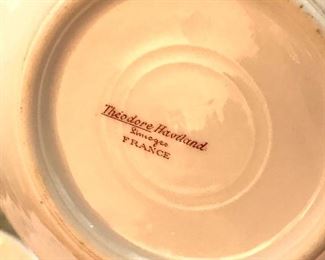 Théodore Haviland
Limoges
FRANCE